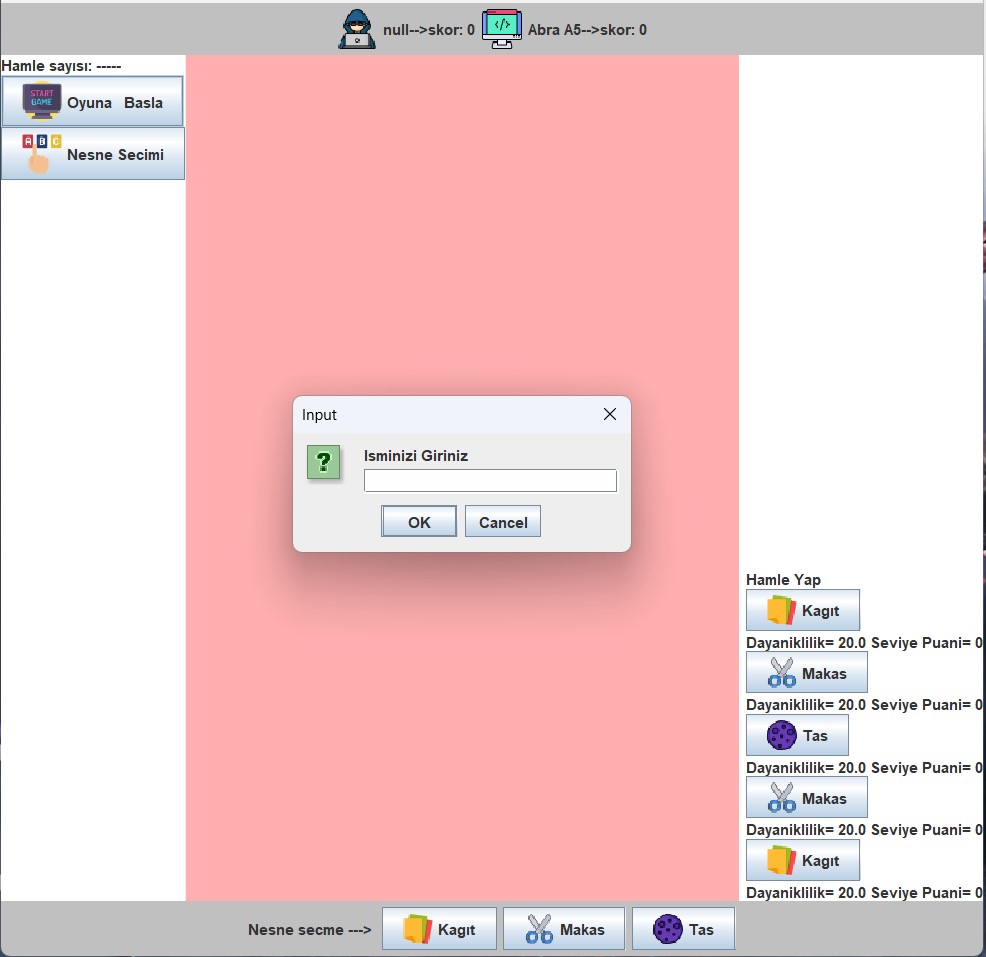 null-->skor: 0
</> Abra A5-->skor: 0
Hamle sayısı: -----
START
GAME
Oyuna Basla
A B C
Nesne Secimi
Input
?
Isminizi Giriniz
OK
Cancel
Hamle Yap
Kagıt
Dayaniklilik= 20.0 Seviye Puani= 0
Makas
Dayaniklilik= 20.0 Seviye Puani= 0
Tas
Dayaniklilik= 20.0 Seviye Puani= 0
Makas
Dayaniklilik= 20.0 Seviye Puani= 0
Kagıt
Dayaniklilik= 20.0 Seviye Puani= 0
Nesne secme --->
Kagıt
Makas
Tas